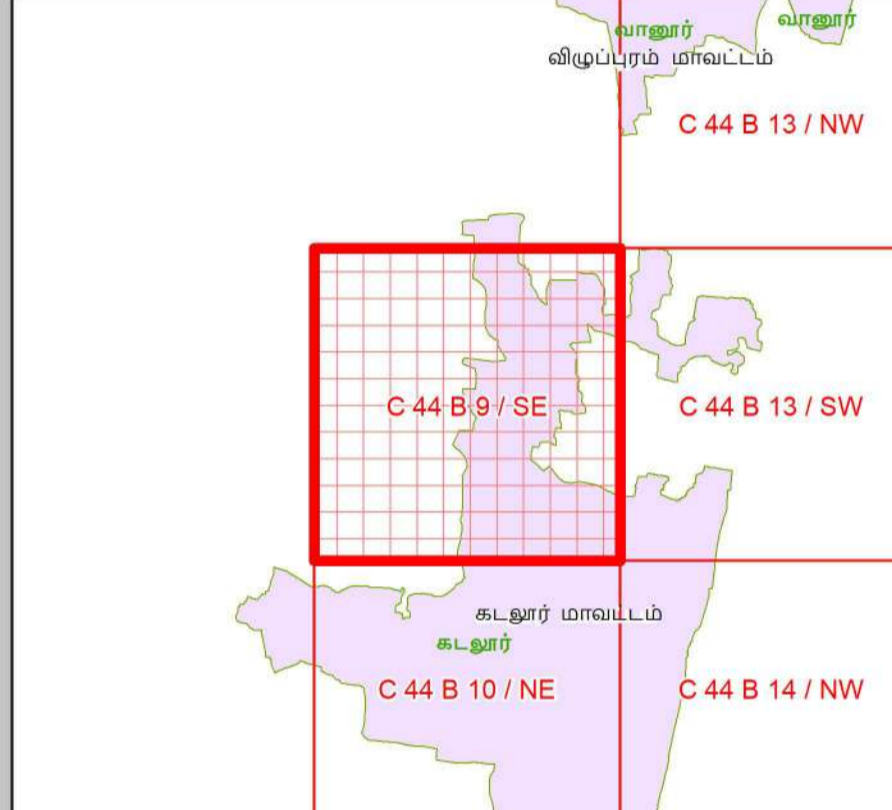 வானூர்
வானூர்
விழுப்புரம் மாவட்டம்
C 44 B 13 / NW
C 44 B 9 / SE
C 44 B 13 / SW
கடலூர் மாவட்டம்
கடலூர்
C 44 B 10 / NE
C 44 B 14 / NW